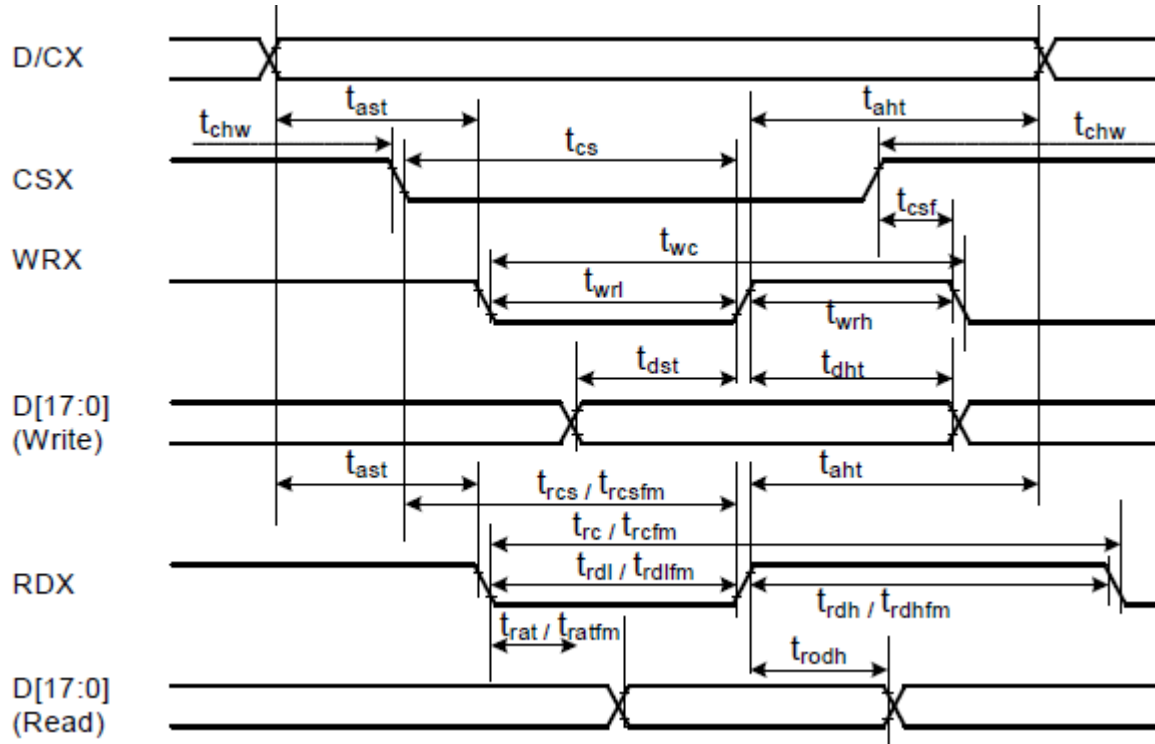 D/CX
tast
taht
tchw
tchw
tcs
CSX
tcsf
WRX
twc
twrl
twrh
tdst
tdht
D[17:0]
(Write)
tast
taht
trcs / trcsfm
trc / trcfm
RDX
trdl / trdlfm
trdh / trdhfm
trat / tratfm
trodh
D[17:0]
(Read)